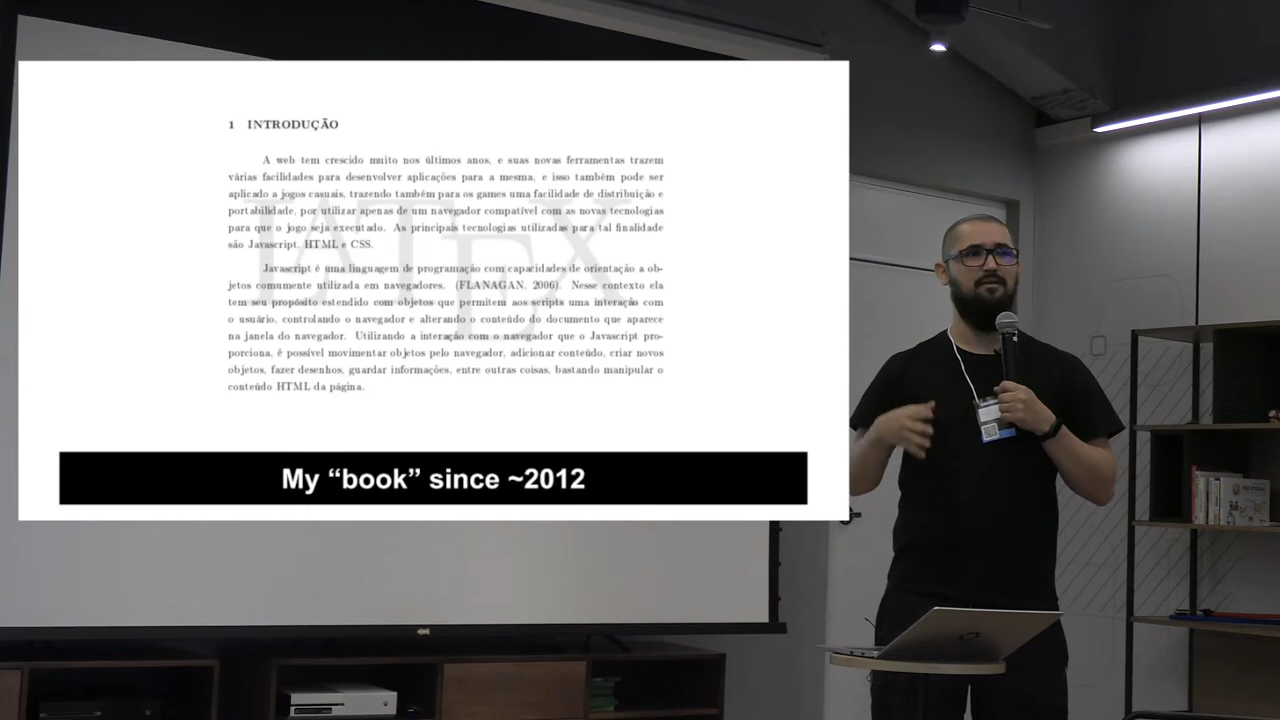 1 INTRODUÇÃO
A web tem crescido muito nos últimos anos, e suas novas ferramentas trazem
várias facilidades para desenvolver aplicações para a mesma, e isso também pode ser
aplicado a jogos casuais, trazendo também para os games uma facilidade de distribuição e
portabilidade, por utilizar apenas de um navegador compatível com as novas tecnologias
para que o jogo seja executado. As principais tecnologias utilizadas para tal finalidade
são Javascript, HTML e CSS.
Javascript é uma linguagem de programação com capacidades de orientação a ob-
jetos comumente utilizada em navegadores. (FLANAGAN, 2006). Nesse contexto ela
tem seu propósito estendido com objetos que permitem aos scripts uma interação com
o usuário, controlando o navegador e alterando o conteúdo do documento que aparece
na janela do navegador. Utilizando a interação com o navegador que o Javascript pro-
porciona, é possível movimentar objetos pelo navegador, adicionar conteúdo, criar novos
objetos, fazer desenhos, guardar informações, entre outras coisas, bastando manipular o
conteúdo HTML da página.
LATEX
My “book” since ~2012